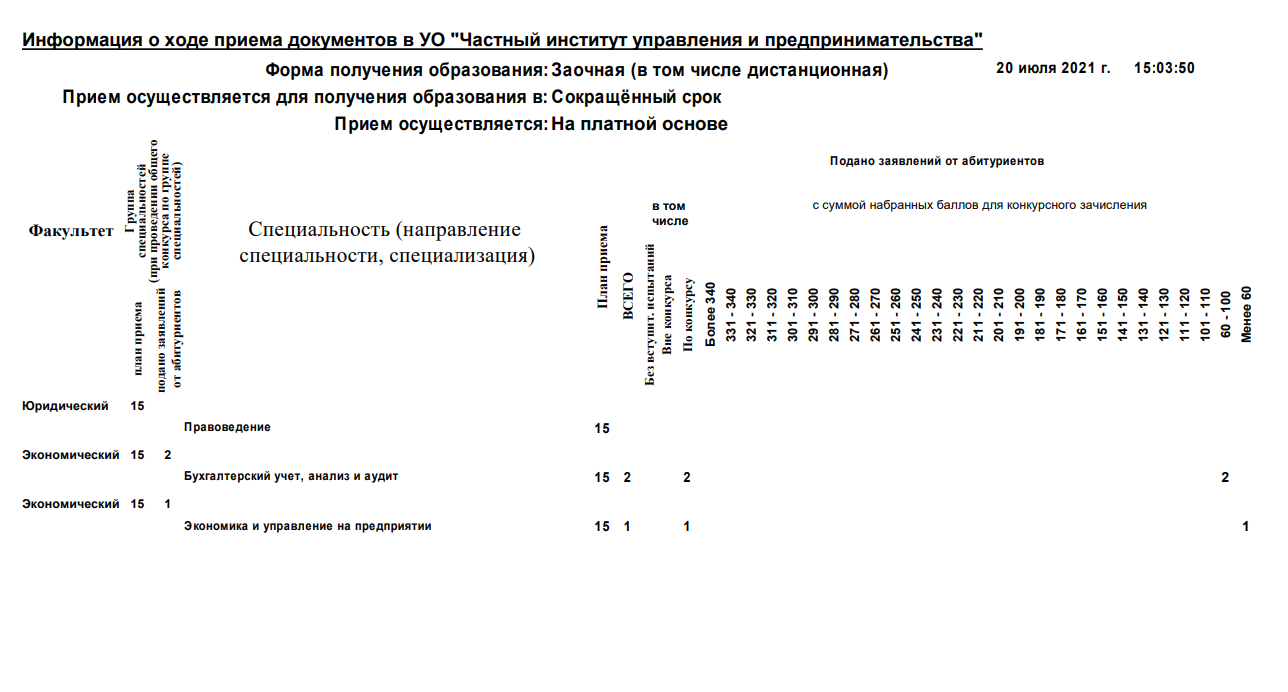 Информация о ходе приема документов в УО "Частный институт управления и предпринимательства"
Форма получения образования: Заочная (в том числе дистанционная) 20 июля 2021 г. 15:03:50
Прием осуществляется для получения образования в: Сокращённый срок
Прием осуществляется: На платной основе
Факультет
Группа
специальностей
(при проведении общего
конкурса по группе
специальностей)
план приема
подано заявлений
от абитуриентов
Специальность (направление
специальности, специализация)
План приема
ВСЕГО
Подано заявлений от абитуриентов
в том
числе
с суммой набранных баллов для конкурсного зачисления
Без вступит. испытаний
Вне конкурса
По конкурсу
Более 340
331 - 340
321 - 330
311 - 320
301 - 310
291 - 300
281 - 290
271 - 280
261 - 270
251 - 260
241 - 250
231 - 240
221 - 230
211 - 220
201 - 210
191 - 200
181 - 190
171 - 180
161 - 170
151 - 160
141 - 150
131 - 140
121 - 130
111 - 120
101 - 110
60 - 100
Менее 60
Юридический 15
Правоведение 15
Экономический 15 2
Бухгалтерский учет, анализ и аудит 15 2 2 2
Экономический 15 1
Экономика и управление на предприятии 15 1 1 1